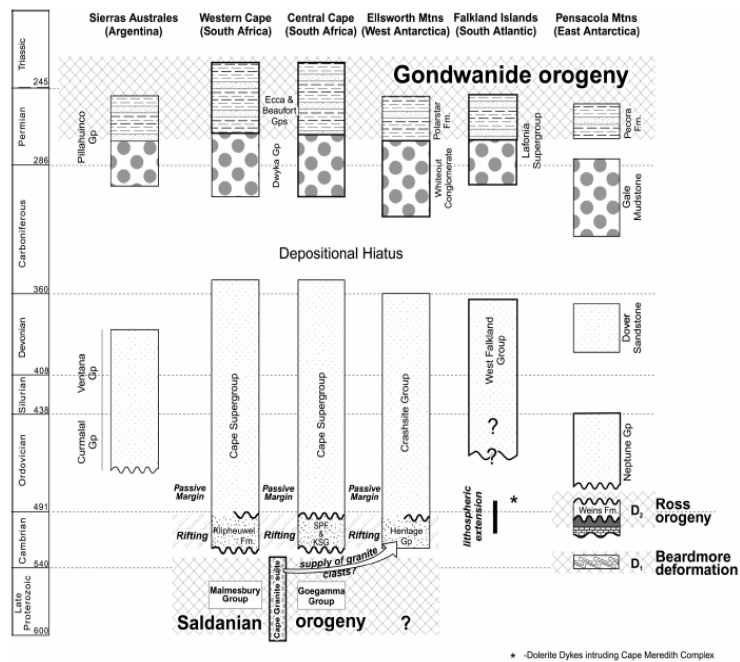 Sierras Australes
(Argentina)
Western Cape
(South Africa)
Central Cape
(South Africa)
Ellsworth Mtns
(West Antarctica)
Falkland Islands
(South Atlantic)
Pensacola Mtns
(East Antarctica)
Triassic
245
Permian
286
Carboniferous
360
Devonian
408
Silurian
438
Ordovician
491
Cambrian
540
Late
Proterozoic
600
Gondwanide orogeny
Pillahuinco
Gp
Ecca &
Beaufort
Gps
Dwyka Gp
Polarstar
Fm.
Whiteout
Conglomerate
Lafonia
Supergroup
Pecora
Fm.
Gale
Mudstone
Depositional Hiatus
Ventana
Gp
Curmalal
Gp
Cape Supergroup
Cape Supergroup
Crashsite Group
West Falkland
Group
?
?
Dover
Sandstone
Neptune Gp
Passive
Margin
Passive
Margin
Passive
Margin
Rifting
Klipheuwel
Fm.
Rifting
SPF
&
KSG
Rifting
Heritage
Gp
lithospheric
extension
*
Weins Fm.
D2
Ross
orogeny
D1
Beardmore
deformation
supply of granite
clasts?
Malmesbury
Group
Cape Granite suite
Goegamma
Group
Saldanian orogeny ?
* -Dolerite Dykes intruding Cape Meredith Complex